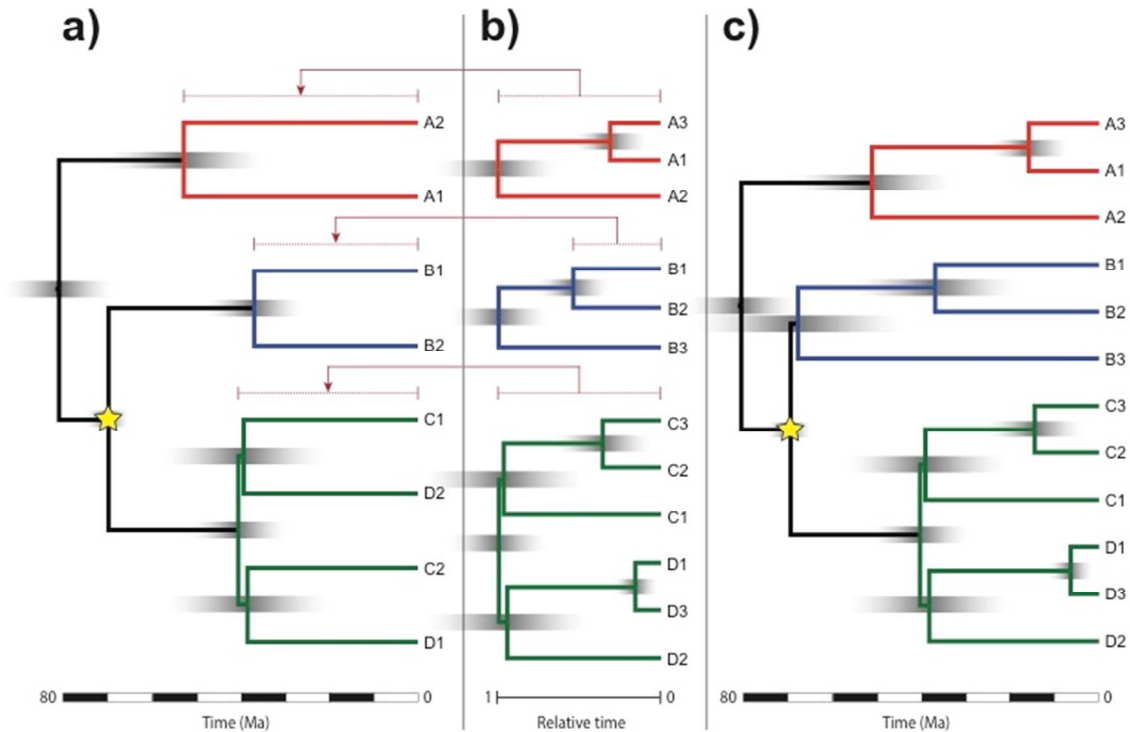 a)
A2
A1
B1
B2
C1
D2
C2
D1
80
0
Time (Ma)
b)
A3
A1
A2
B1
B2
B3
C3
C2
C1
D1
D3
D2
1
0
Relative time
c)
A3
A1
A2
B1
B2
B3
C3
C2
C1
D1
D3
D2
80
0
Time (Ma)